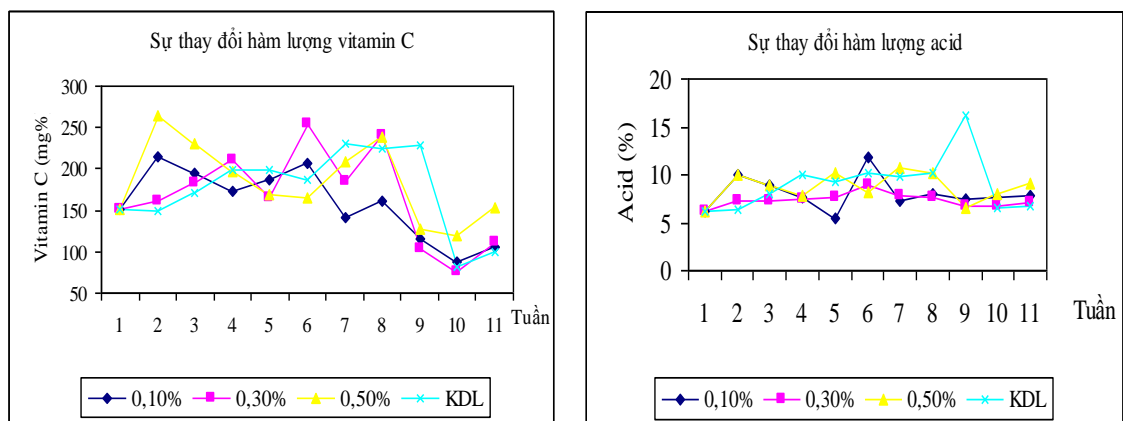 Sự thay đổi hàm lượng vitamin C
Vitamin C (mg%
300
250
200
150
100
50
1 2 3 4 5 6 7 8 9 10 11
Tuần
0,10% 0,30% 0,50% KDL
Sự thay đổi hàm lượng acid
Acid (%)
20
15
10
5
0
1 2 3 4 5 6 7 8 9 10 11
Tuần
0,10% 0,30% 0,50% KDL